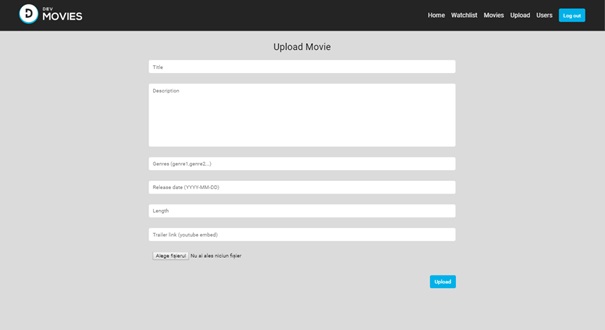 DEV
MOVIES
Home Watchlist Movies Upload Users Log out
Upload Movie
Title
Description
Genres (genre1,genre2...)
Release date (YYYY-MM-DD)
Length
Trailer link (youtube embed)
Alege fișierul Nu ai ales niciun fișier
Upload